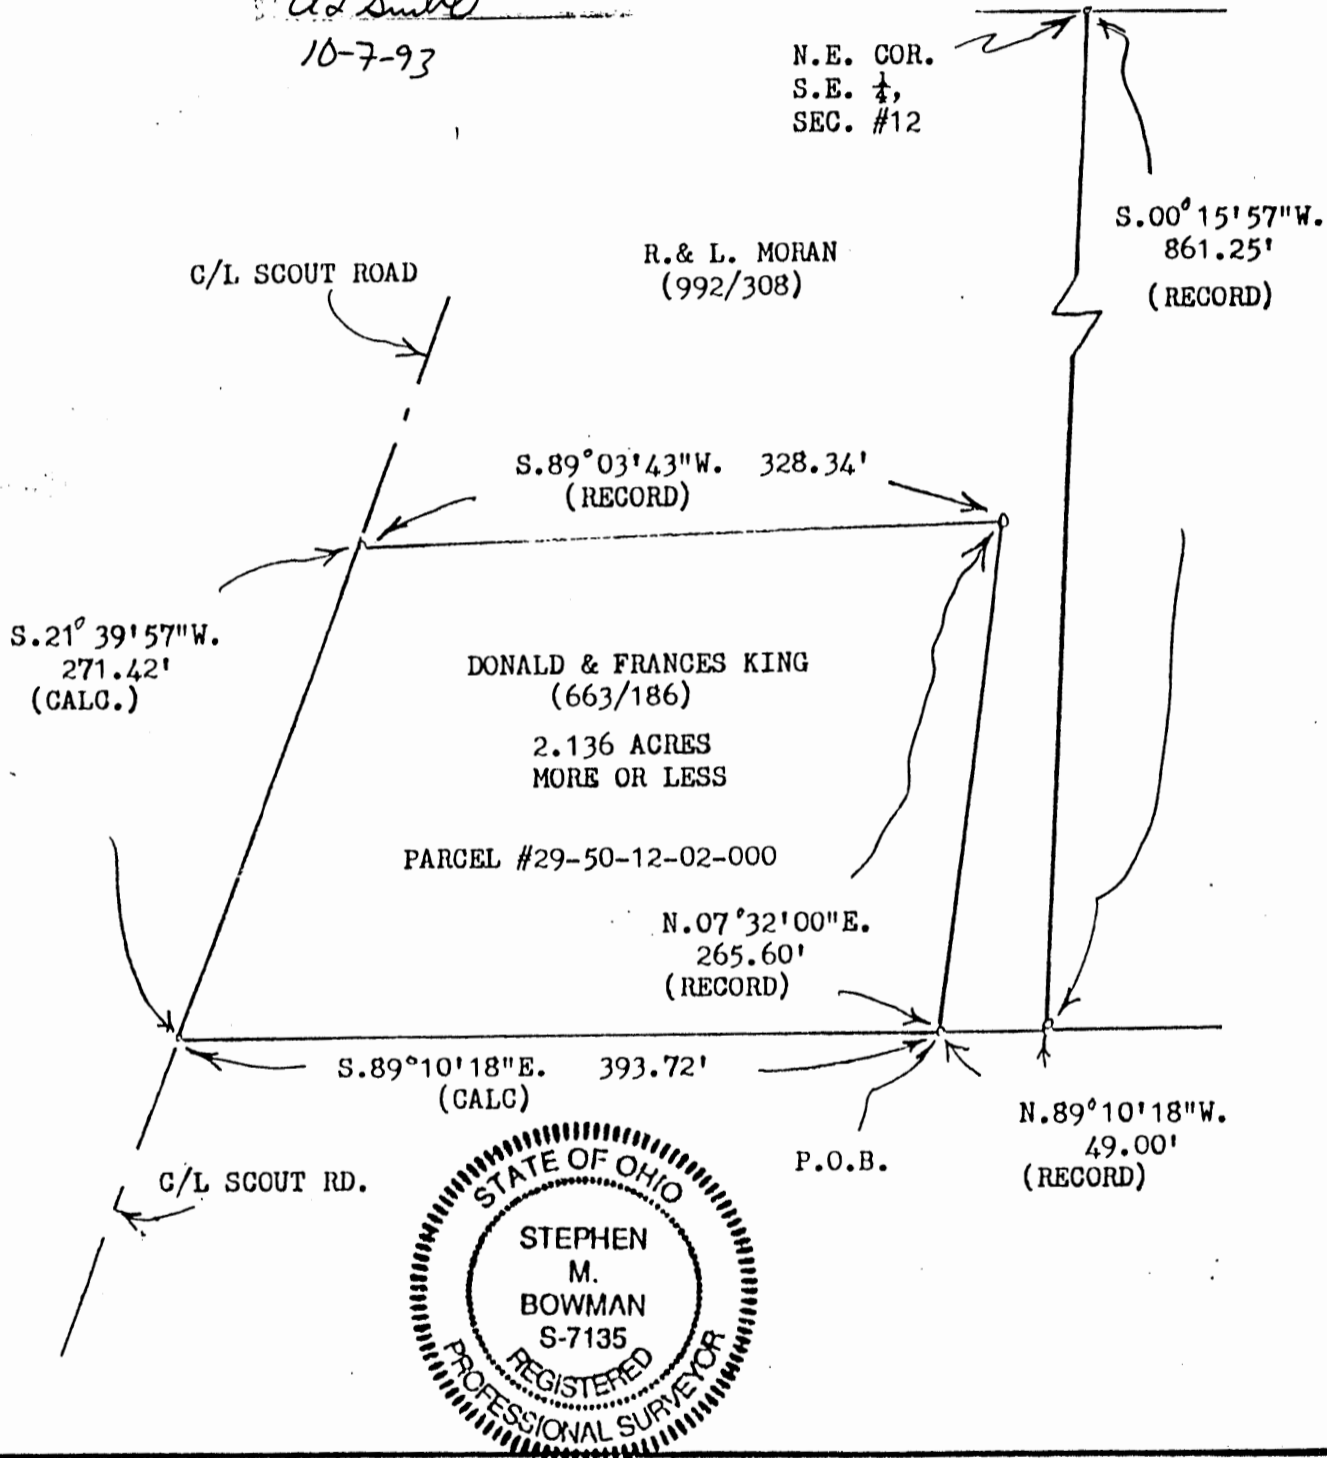 10-7-93
N.E. COR.
S.E. ¼,
SEC. #12
S.00°15'57"W.
861.25'
(RECORD)
R.& L. MORAN
(992/308)
C/L SCOUT ROAD
S.89°03'43"W. 328.34'
(RECORD)
S.21°39'57"W.
271.42'
(CALC.)
DONALD & FRANCES KING
(663/186)
2.136 ACRES
MORE OR LESS
PARCEL #29-50-12-02-000
N.07°32'00"E.
265.60'
(RECORD)
S.89°10'18"E. 393.72'
(CALC)
N.89°10'18"W.
49.00'
(RECORD)
P.O.B.
C/L SCOUT RD.
STATE OF OHIO
STEPHEN
M.
BOWMAN
S-7135
REGISTERED
PROFESSIONAL SURVEYOR